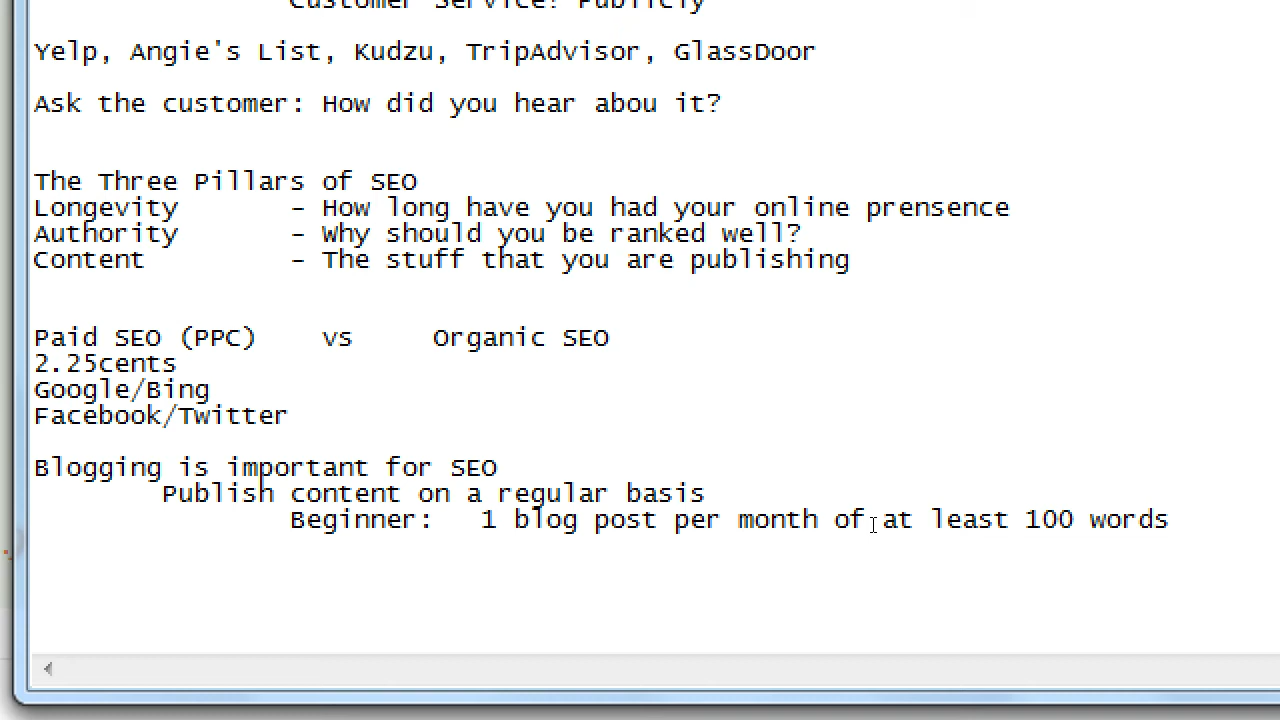 Customer Service! Publicly
Yelp, Angie's List, Kudzu, TripAdvisor, GlassDoor
Ask the customer: How did you hear abou it?
The Three Pillars of SEO
Longevity - How long have you had your online prensence
Authority - Why should you be ranked well?
Content - The stuff that you are publishing
Paid SEO (PPC) vs Organic SEO
2.25cents
Google/Bing
Facebook/Twitter
Blogging is important for SEO
Publish content on a regular basis
Beginner: 1 blog post per month of at least 100 words